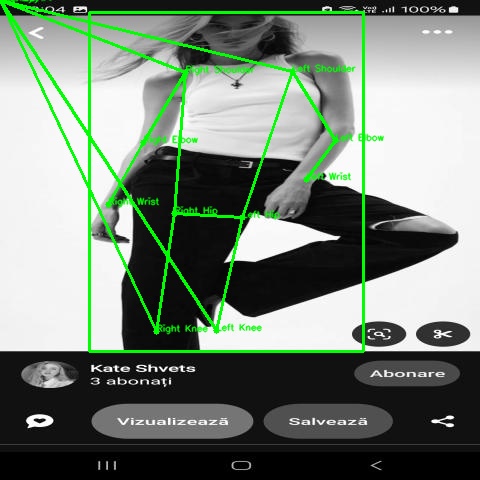 :04 100%
Right Shoulder Left Shoulder
Right Elbow Left Elbow
Right Wrist Left Wrist
Right Hip Left Hip
Right Knee Left Knee
Kate Shvets
3 abonați
Abonare
Vizualizează Salvează